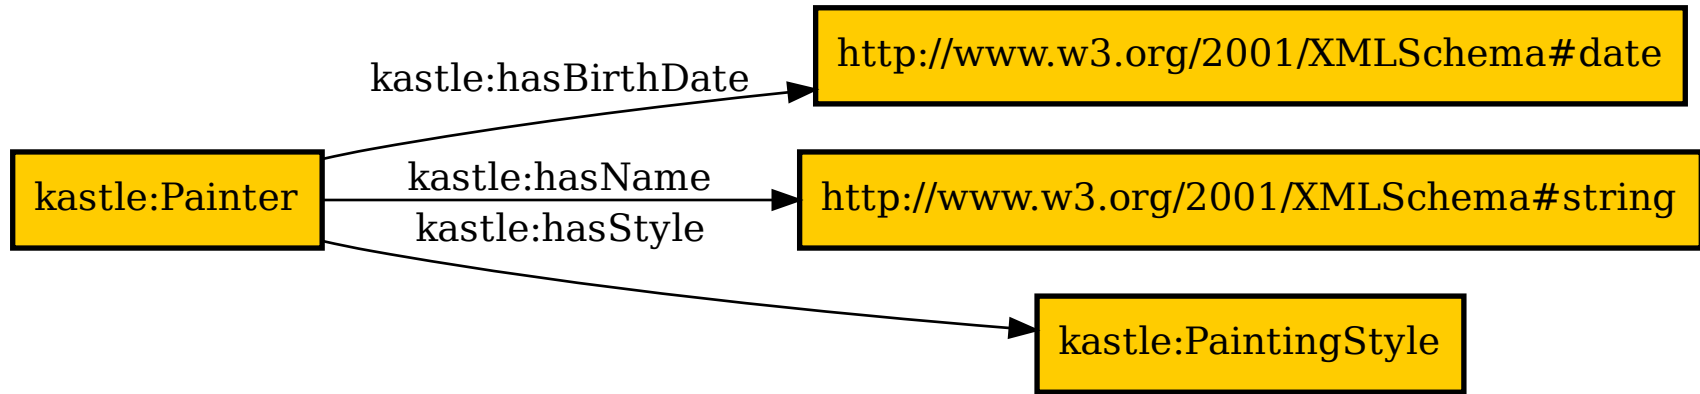 kastle:Painter
kastle:hasBirthDate
http://www.w3.org/2001/XMLSchema#date
kastle:hasName
http://www.w3.org/2001/XMLSchema#string
kastle:hasStyle
kastle:PaintingStyle